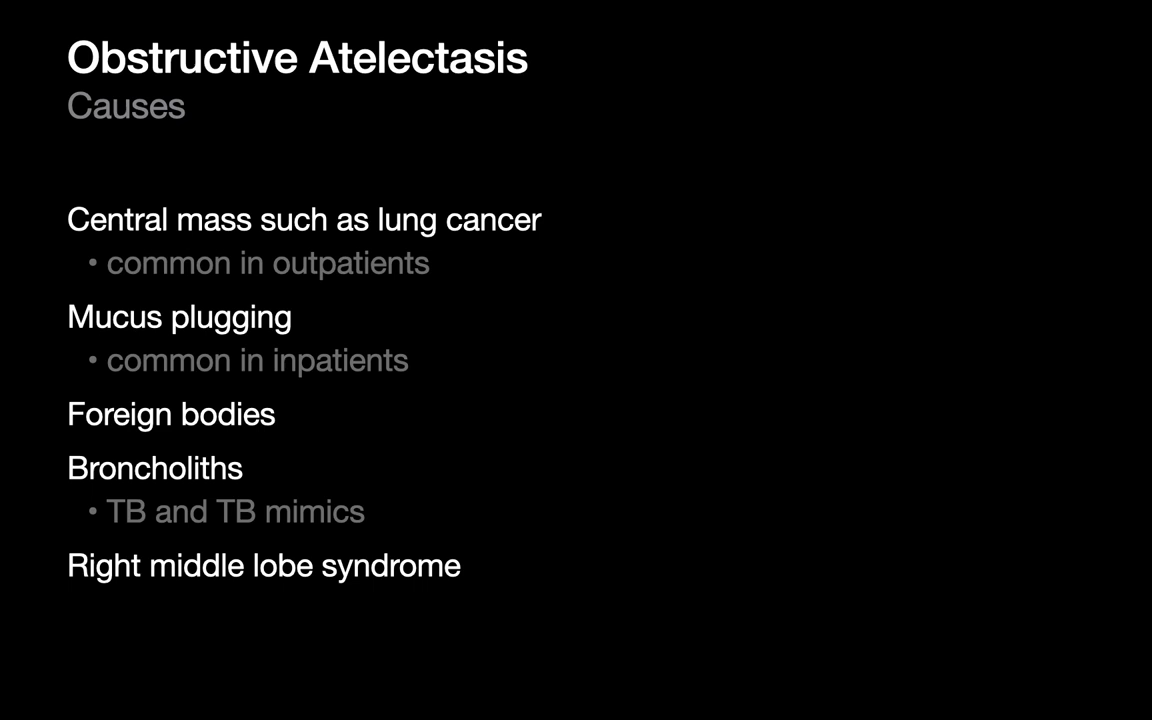 Obstructive Atelectasis
Causes
Central mass such as lung cancer
• common in outpatients
Mucus plugging
• common in inpatients
Foreign bodies
Broncholiths
• TB and TB mimics
Right middle lobe syndrome